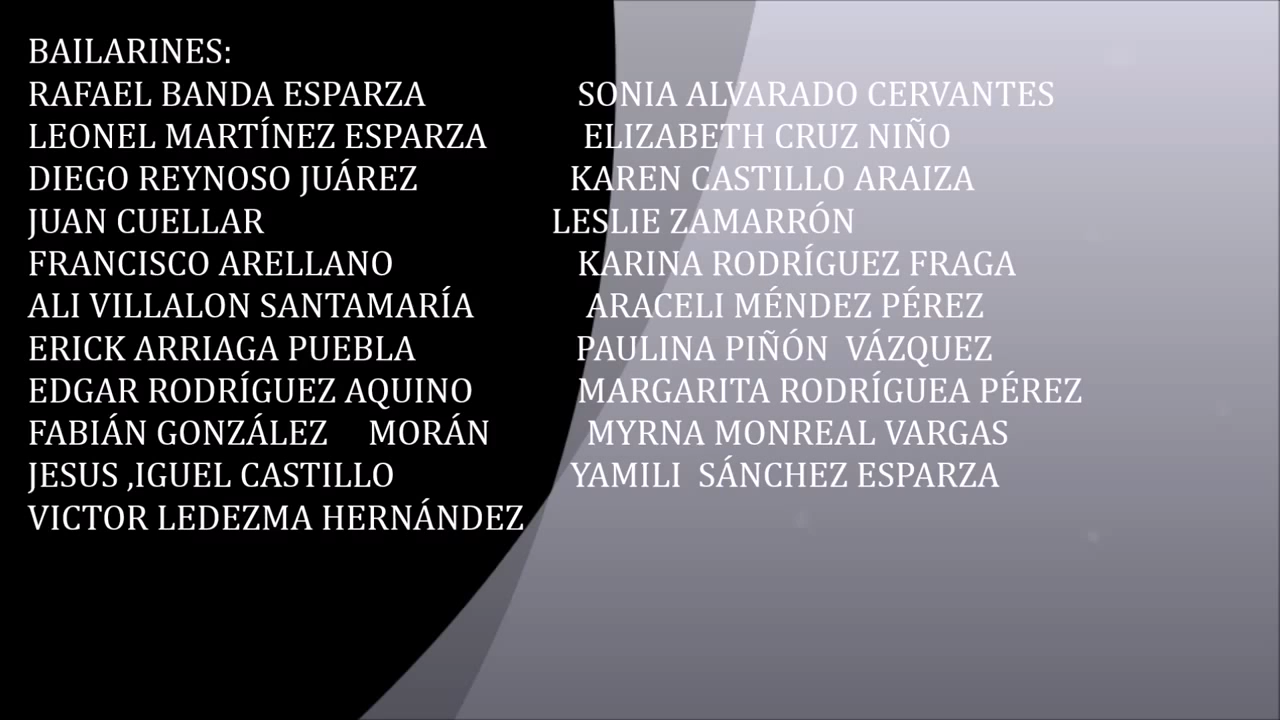 BAILARINES:
RAFAEL BANDA ESPARZA SONIA ALVARADO CERVANTES
LEONEL MARTÍNEZ ESPARZA ELIZABETH CRUZ NIÑO
DIEGO REYNOSO JUÁREZ KAREN CASTILLO ARAIZA
JUAN CUELLAR LESLIE ZAMARRÓN
FRANCISCO ARELLANO KARINA RODRÍGUEZ FRAGA
ALI VILLALON SANTAMARÍA ARACELI MÉNDEZ PÉREZ
ERICK ARRIAGA PUEBLA PAULINA PIÑÓN VÁZQUEZ
EDGAR RODRÍGUEZ AQUINO MARGARITA RODRÍGUEA PÉREZ
FABIÁN GONZÁLEZ MORÁN MYRNA MONREAL VARGAS
JESUS ,IGUEL CASTILLO YAMILI SÁNCHEZ ESPARZA
VICTOR LEDEZMA HERNÁNDEZ